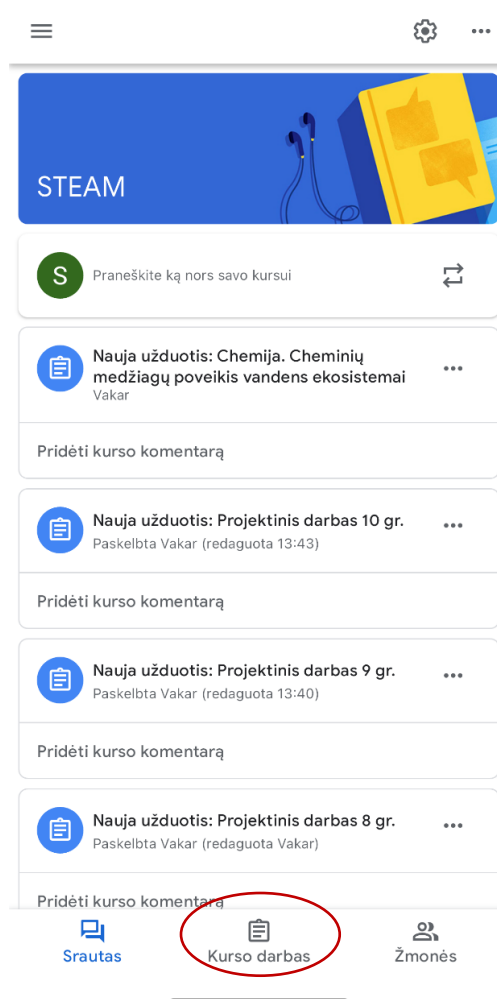 STEAM
S
Praneškite ką nors savo kursui
Nauja užduotis: Chemija. Cheminių
medžiagų poveikis vandens ekosistemai
Vakar
Pridėti kurso komentarą
Nauja užduotis: Projektinis darbas 10 gr.
Paskelbta Vakar (redaguota 13:43)
Pridėti kurso komentarą
Nauja užduotis: Projektinis darbas 9 gr.
Paskelbta Vakar (redaguota 13:40)
Pridėti kurso komentarą
Nauja užduotis: Projektinis darbas 8 gr.
Paskelbta Vakar (redaguota Vakar)
Pridėti kurso komentarą
Srautas
Kurso darbas
Žmonės